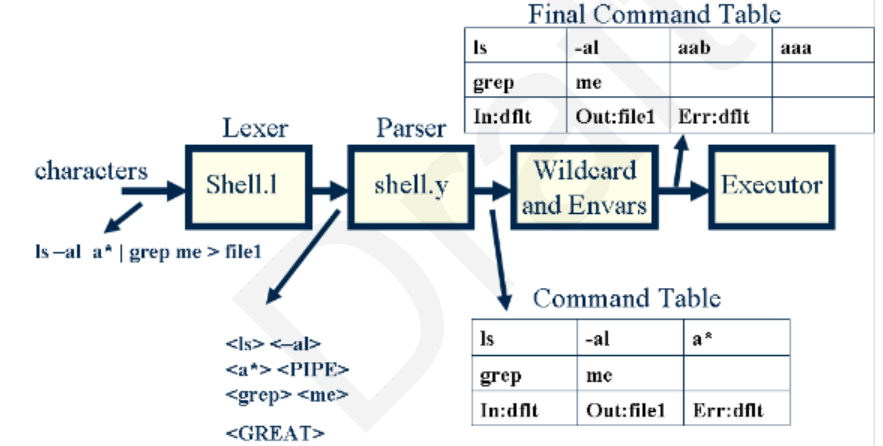 Final Command Table
ls -al aab aaa
grep me
In:dflt Out:file1 Err:dflt
Lexer Parser
characters
Shell.l shell.y Wildcard and Envars Executor
ls –al a* | grep me > file1
Command Table
<ls> <–al>
<a*> <PIPE>
<grep> <me>
<GREAT>
ls -al a*
grep me
In:dflt Out:file1 Err:dflt
Draft